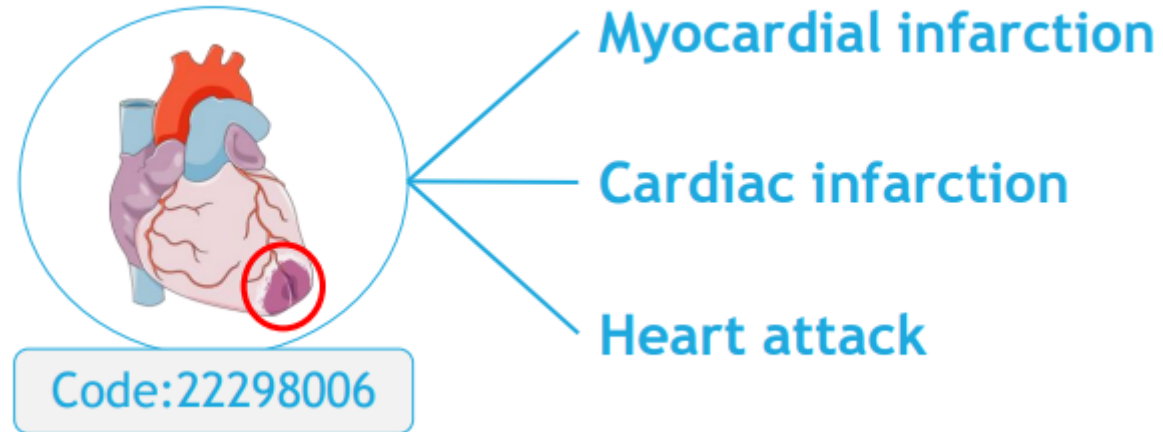 Myocardial infarction
Cardiac infarction
Heart attack
Code:22298006